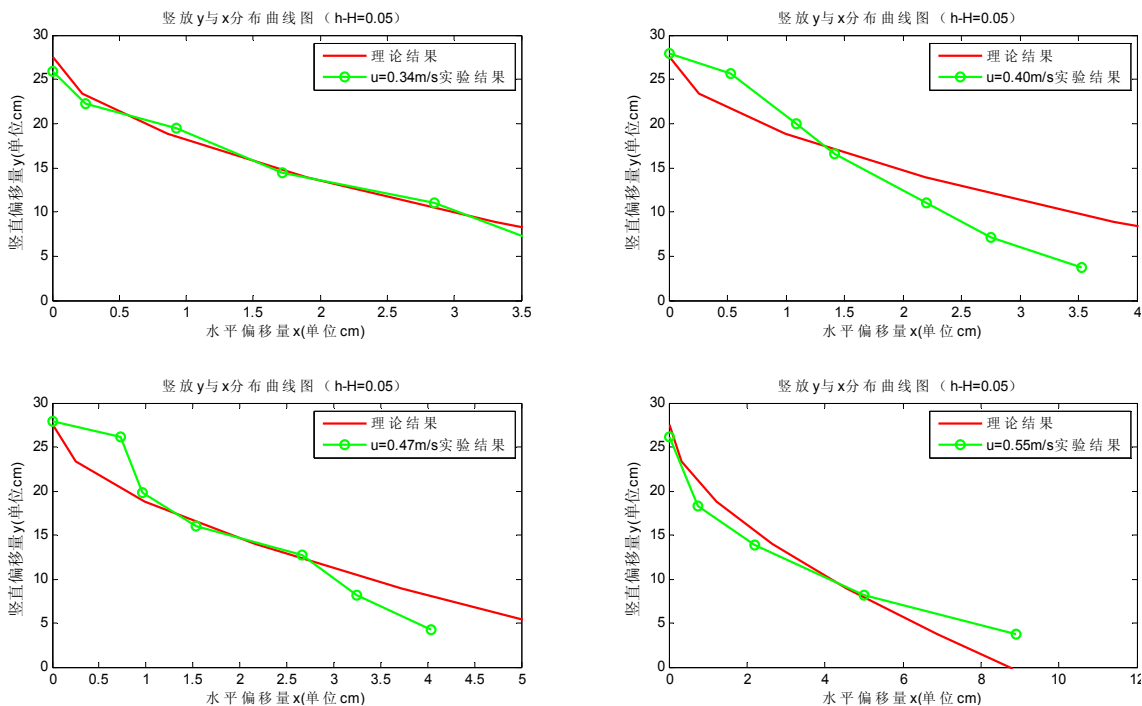 竖放y与x分布曲线图（h-H=0.05）
30
25
20
15
10
5
0
竖直偏移量y(单位cm)
理论结果
u=0.34m/s实验结果
0 0.5 1 1.5 2 2.5 3 3.5
水平偏移量x(单位cm)
竖放y与x分布曲线图（h-H=0.05）
30
25
20
15
10
5
0
竖直偏移量y(单位cm)
理论结果
u=0.40m/s实验结果
0 0.5 1 1.5 2 2.5 3 3.5 4
水平偏移量x(单位cm)
竖放y与x分布曲线图（h-H=0.05）
30
25
20
15
10
5
0
竖直偏移量y(单位cm)
理论结果
u=0.47m/s实验结果
0 0.5 1 1.5 2 2.5 3 3.5 4 4.5 5
水平偏移量x(单位cm)
竖放y与x分布曲线图（h-H=0.05）
30
25
20
15
10
5
0
竖直偏移量y(单位cm)
理论结果
u=0.55m/s实验结果
0 2 4 6 8 10 12
水平偏移量x(单位cm)